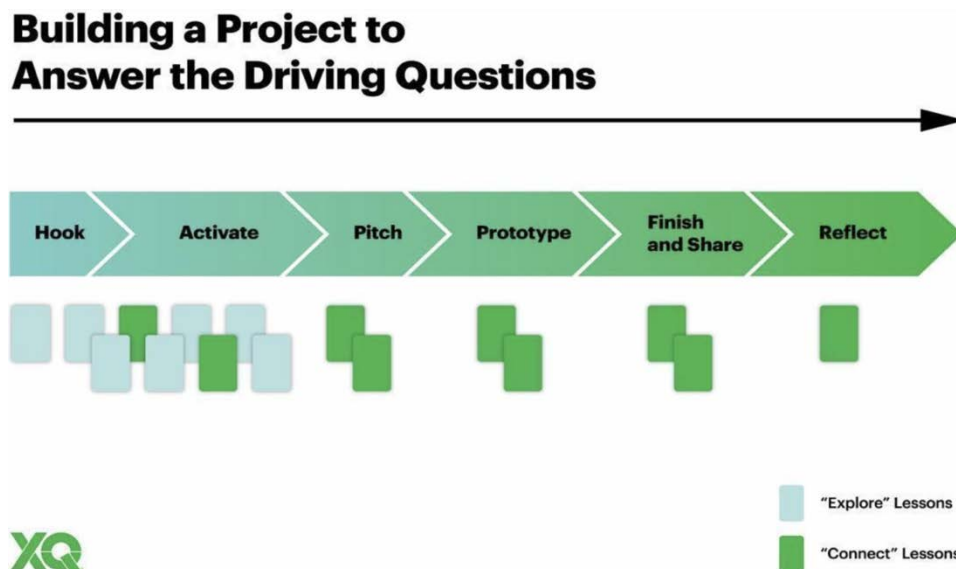 Building a Project to
Answer the Driving Questions
Hook
Activate
Pitch
Prototype
Finish
and Share
Reflect
"Explore" Lessons
"Connect" Lessons
XQ